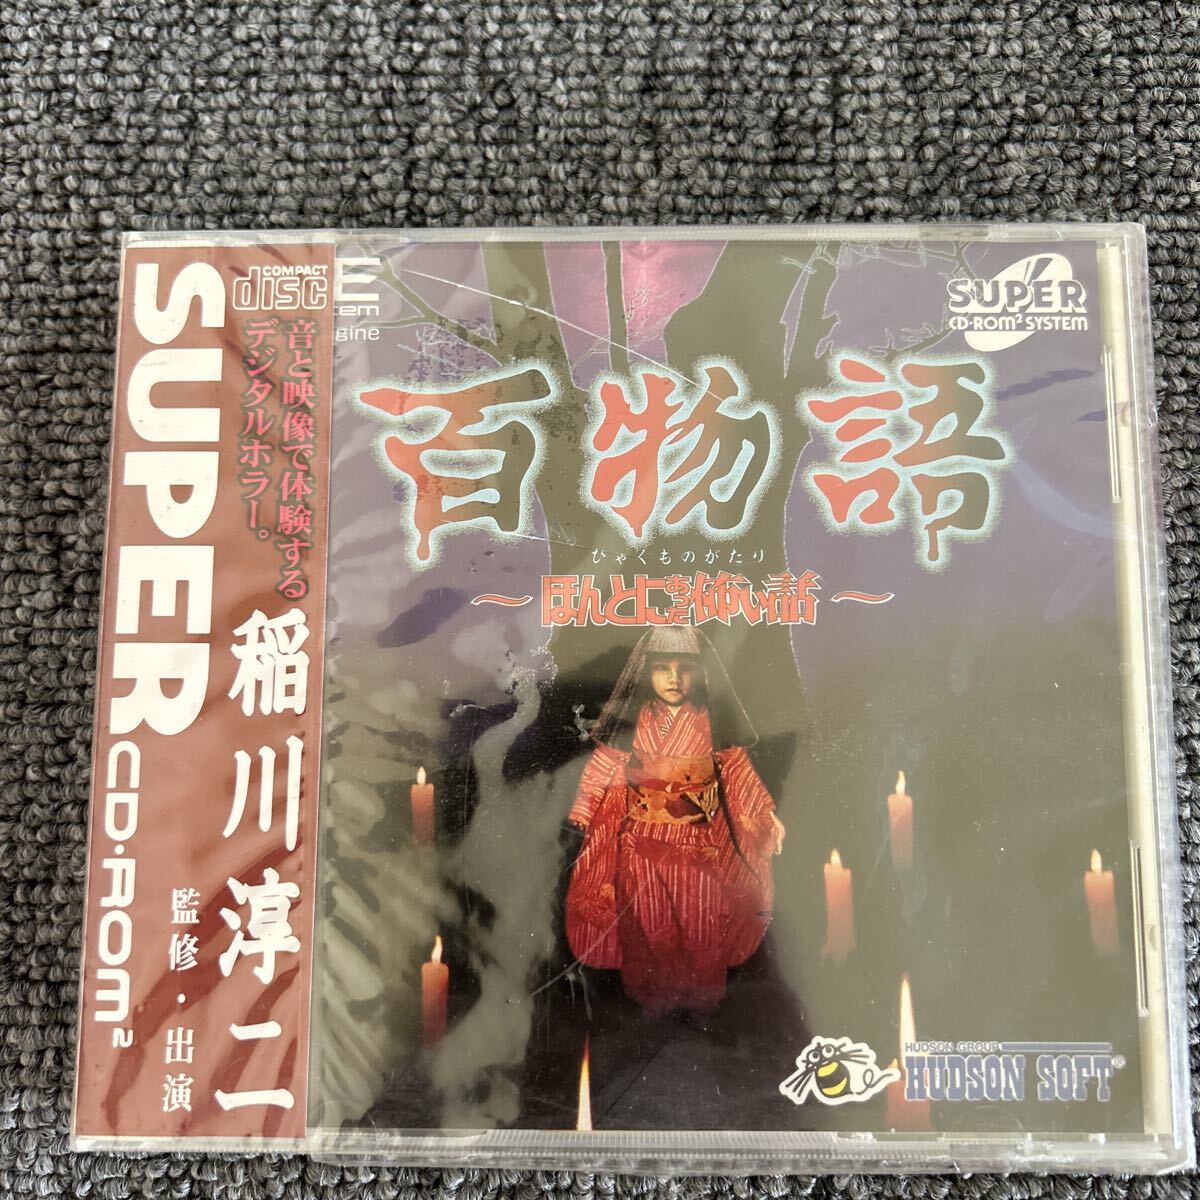 SUPER CD-ROM²
COMPACT
disc
音と映像で体験する
デジタルホラー。
稲川淳二
監修・出演
SUPER
CD-ROM² SYSTEM
百物語
ひゃくものがたり
～ほんとにあった怖い話～
HUDSON GROUP
HUDSON SOFT®